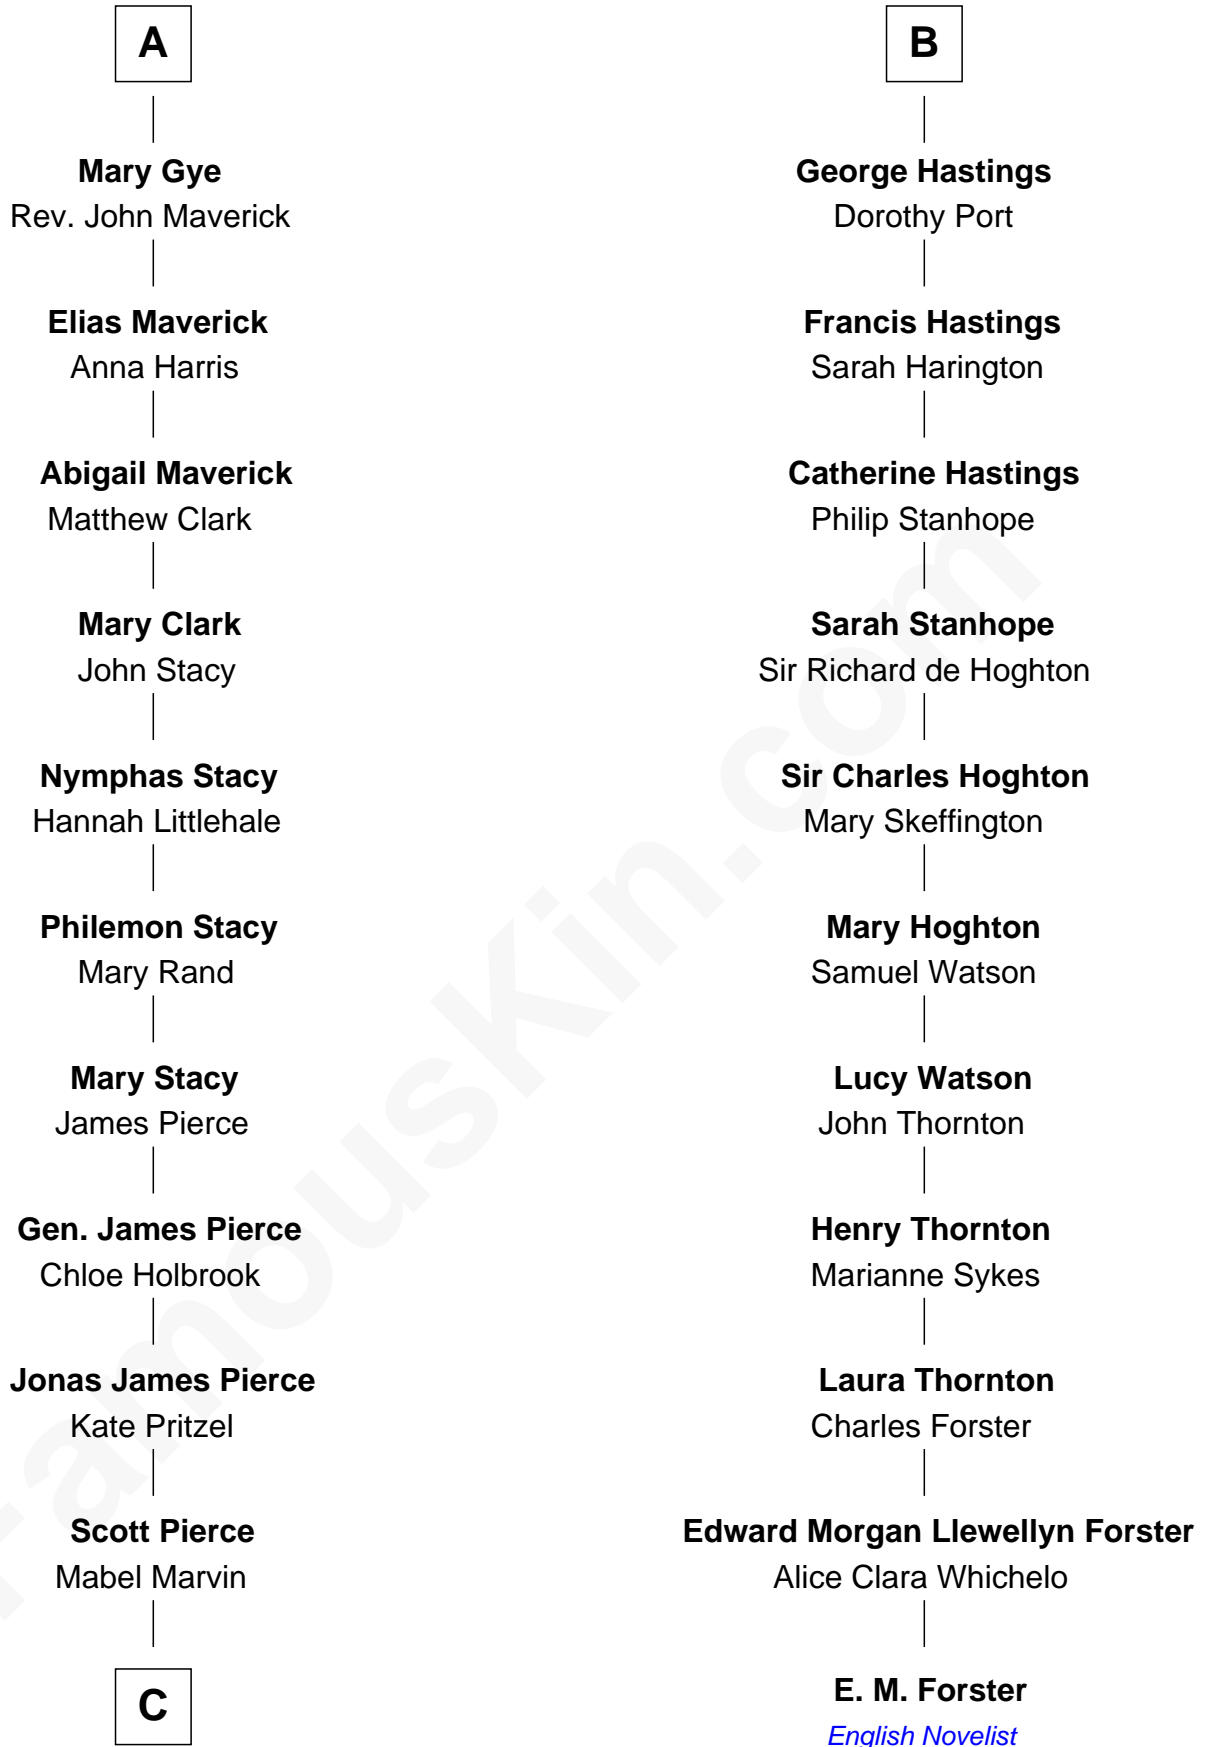 A
Mary Gye
Rev. John Maverick
Elias Maverick
Anna Harris
Abigail Maverick
Matthew Clark
Mary Clark
John Stacy
Nymphas Stacy
Hannah Littlehale
Philemon Stacy
Mary Rand
Mary Stacy
James Pierce
Gen. James Pierce
Chloe Holbrook
Jonas James Pierce
Kate Pritzel
Scott Pierce
Mabel Marvin
C
B
George Hastings
Dorothy Port
Francis Hastings
Sarah Harington
Catherine Hastings
Philip Stanhope
Sarah Stanhope
Sir Richard de Hoghton
Sir Charles Hoghton
Mary Skeffington
Mary Hoghton
Samuel Watson
Lucy Watson
John Thornton
Henry Thornton
Marianne Sykes
Laura Thornton
Charles Forster
Edward Morgan Llewellyn Forster
Alice Clara Whichelo
E. M. Forster
English Novelist
FamousKin.com